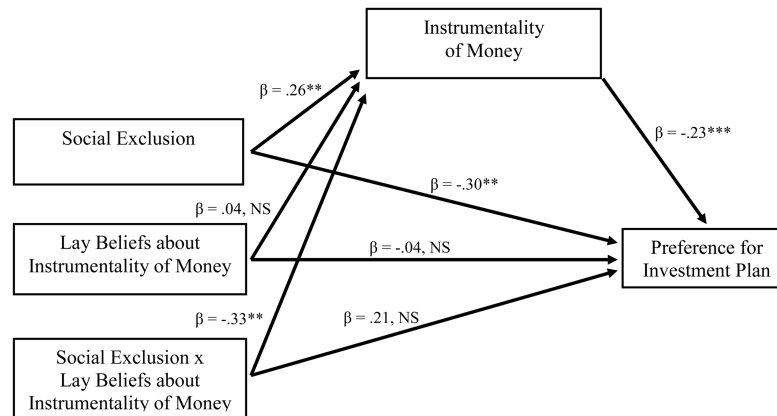 Instrumentality
of Money
β = .26**
β = -.23***
Social Exclusion
β = -.30**
β = .04, NS
Lay Beliefs about
Instrumentality of Money
β = -.04, NS
Preference for
Investment Plan
β = -.33**
β = .21, NS
Social Exclusion x
Lay Beliefs about
Instrumentality of Money